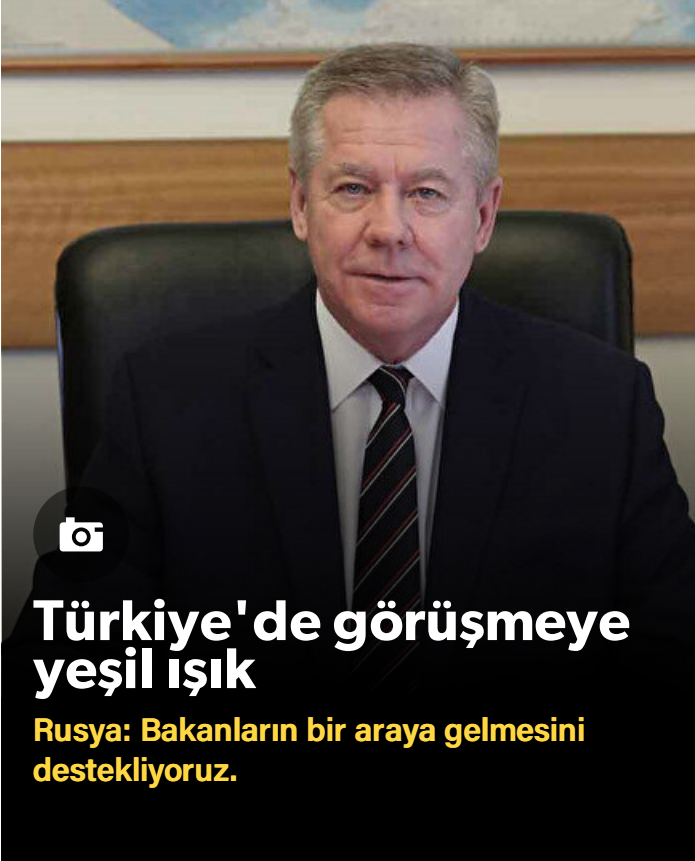 Türkiye'de görüşmeye
yeşil ışık
Rusya: Bakanların bir araya gelmesini
destekliyoruz.